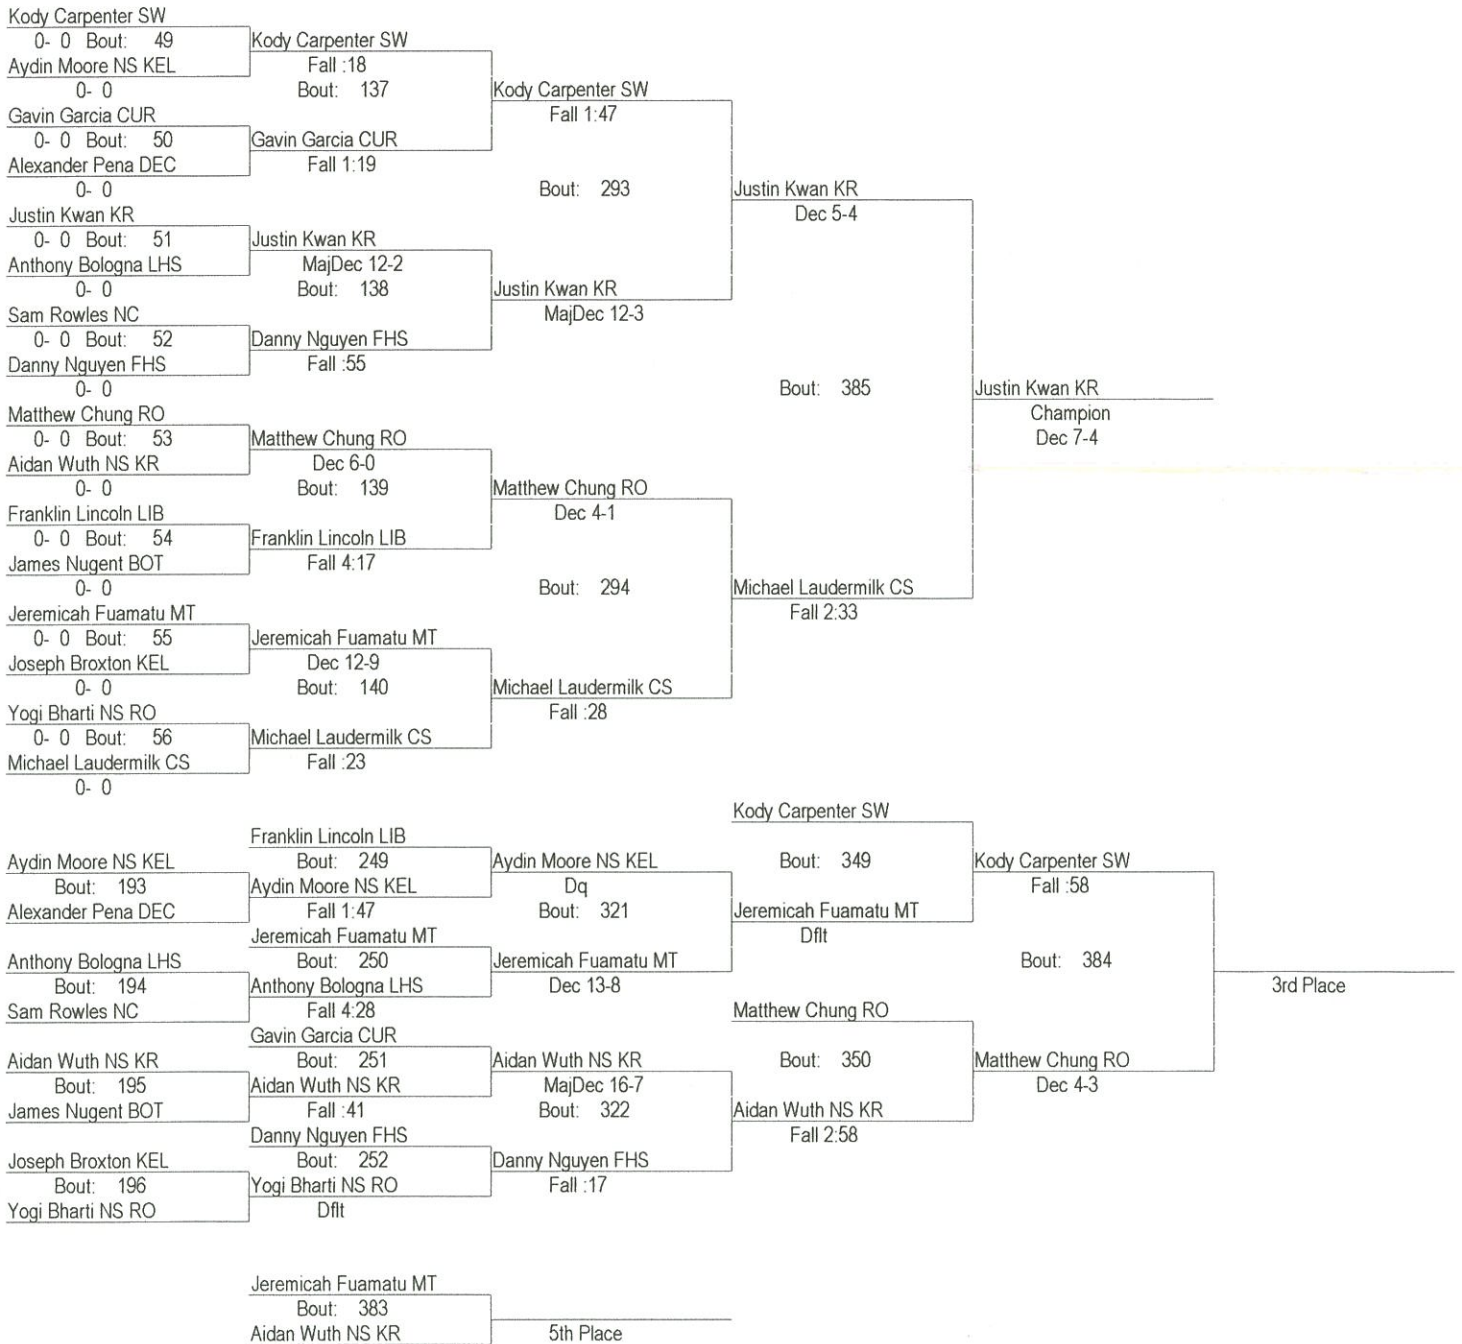 Kody Carpenter SW
0- 0 Bout: 49
Aydin Moore NS KEL
0- 0
Gavin Garcia CUR
0- 0 Bout: 50
Alexander Pena DEC
0- 0
Justin Kwan KR
0- 0 Bout: 51
Anthony Bologna LHS
0- 0
Sam Rowles NC
0- 0 Bout: 52
Danny Nguyen FHS
0- 0
Matthew Chung RO
0- 0 Bout: 53
Aidan Wuth NS KR
0- 0
Franklin Lincoln LIB
0- 0 Bout: 54
James Nugent BOT
0- 0
Jeremicah Fuamatu MT
0- 0 Bout: 55
Joseph Broxton KEL
0- 0
Yogi Bharti NS RO
0- 0 Bout: 56
Michael Laudermilk CS
0- 0
Kody Carpenter SW
Fall :18
Bout: 137
Gavin Garcia CUR
Fall 1:19
Justin Kwan KR
MajDec 12-2
Bout: 138
Danny Nguyen FHS
Fall :55
Matthew Chung RO
Dec 6-0
Bout: 139
Franklin Lincoln LIB
Fall 4:17
Jeremicah Fuamatu MT
Dec 12-9
Bout: 140
Michael Laudermilk CS
Fall :23
Kody Carpenter SW
Fall 1:47
Bout: 293
Justin Kwan KR
MajDec 12-3
Matthew Chung RO
Dec 4-1
Bout: 294
Michael Laudermilk CS
Fall :28
Justin Kwan KR
Dec 5-4
Bout: 385
Michael Laudermilk CS
Fall 2:33
Justin Kwan KR
Champion
Dec 7-4
Aydin Moore NS KEL
Bout: 193
Alexander Pena DEC
Anthony Bologna LHS
Bout: 194
Sam Rowles NC
Aidan Wuth NS KR
Bout: 195
James Nugent BOT
Joseph Broxton KEL
Bout: 196
Yogi Bharti NS RO
Franklin Lincoln LIB
Bout: 249
Aydin Moore NS KEL
Fall 1:47
Jeremicah Fuamatu MT
Bout: 250
Anthony Bologna LHS
Fall 4:28
Gavin Garcia CUR
Bout: 251
Aidan Wuth NS KR
Fall :41
Danny Nguyen FHS
Bout: 252
Yogi Bharti NS RO
Dflt
Aydin Moore NS KEL
Dq
Bout: 321
Jeremicah Fuamatu MT
Dec 13-8
Aidan Wuth NS KR
MajDec 16-7
Bout: 322
Danny Nguyen FHS
Fall :17
Kody Carpenter SW
Bout: 349
Jeremicah Fuamatu MT
Dflt
Matthew Chung RO
Bout: 350
Aidan Wuth NS KR
Fall 2:58
Kody Carpenter SW
Fall :58
Bout: 384
Matthew Chung RO
Dec 4-3
3rd Place
Jeremicah Fuamatu MT
Bout: 383
Aidan Wuth NS KR
5th Place